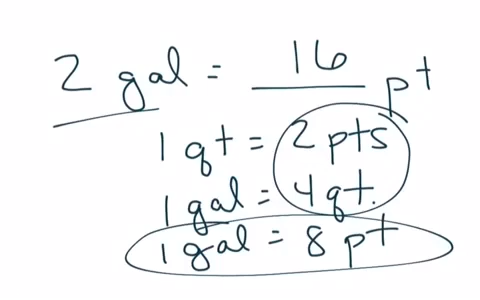 2 gal = 16 pt
1 qt = 2 pts
1 gal = 4 qt.
1 gal = 8 pt